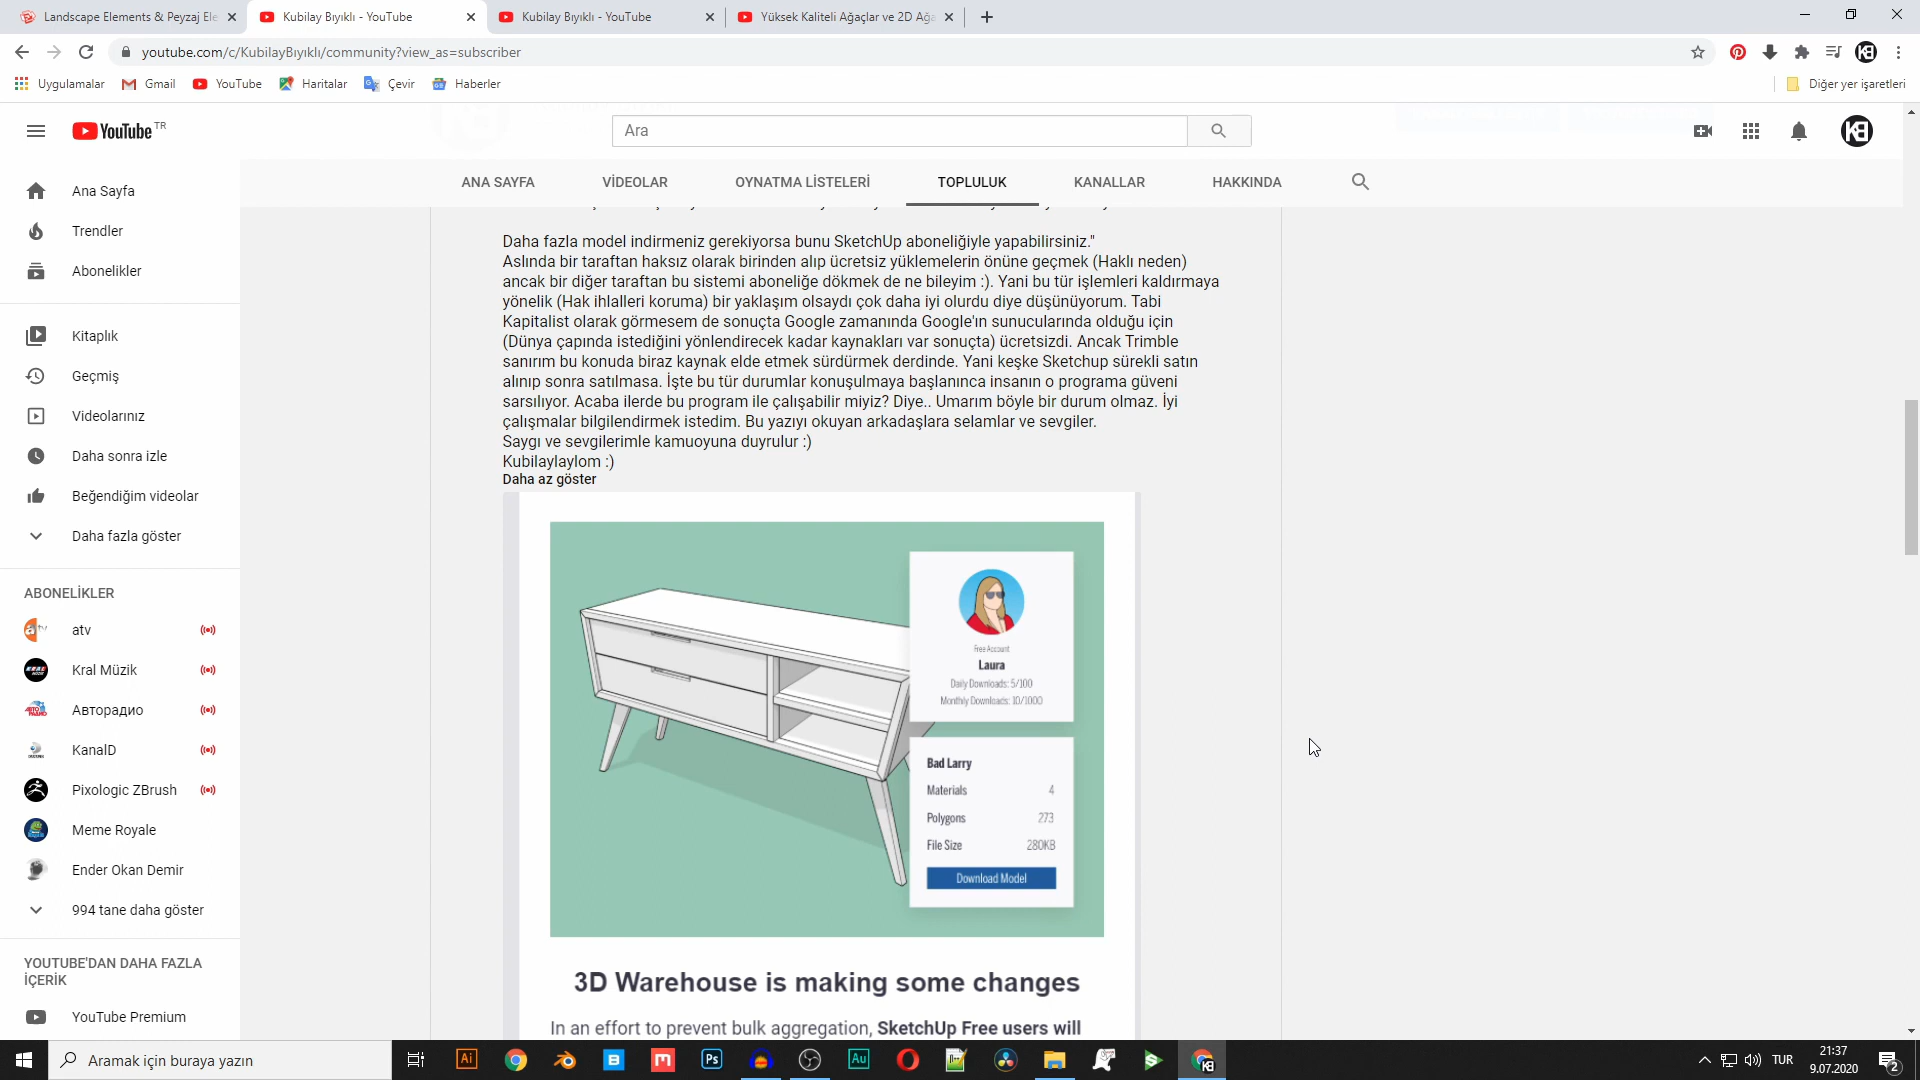 Landscape Elements & Peyzaj Ele
Kubilay Bıyıklı - YouTube
Kubilay Bıyıklı - YouTube
Yüksek Kaliteli Ağaçlar ve 2D Ağa
youtube.com/c/KubilayBıyıklı/community?view_as=subscriber
Uygulamalar
Gmail
YouTube
Haritalar
Çevir
Haberler
Diğer yer işaretleri
YouTube TR
Ara
ANA SAYFA
VİDEOLAR
OYNATMA LİSTELERİ
TOPLULUK
KANALLAR
HAKKINDA
Ana Sayfa
Trendler
Abonelikler
Kitaplık
Geçmiş
Videolarınız
Daha sonra izle
Beğendiğim videolar
Daha fazla göster
ABONELİKLER
atv
Kral Müzik
Авторадио
KanalD
Pixologic ZBrush
Meme Royale
Ender Okan Demir
994 tane daha göster
YOUTUBE'DAN DAHA FAZLA
İÇERİK
YouTube Premium
Daha fazla model indirmeniz gerekiyorsa bunu SketchUp aboneliğiyle yapabilirsiniz."
Aslında bir taraftan haksız olarak birinden alıp ücretsiz yüklemelerin önüne geçmek (Haklı neden)
ancak bir diğer taraftan bu sistemi aboneliğe dökmek de ne bileyim :). Yani bu tür işlemleri kaldırmaya
yönelik (Hak ihlalleri koruma) bir yaklaşım olsaydı çok daha iyi olurdu diye düşünüyorum. Tabi
Kapitalist olarak görmesem de sonuçta Google zamanında Google'ın sunucularında olduğu için
(Dünya çapında istediğini yönlendirecek kadar kaynakları var sonuçta) ücretsizdi. Ancak Trimble
sanırım bu konuda biraz kaynak elde etmek sürdürmek derdinde. Yani keşke Sketchup sürekli satın
alınıp sonra satılmasa. İşte bu tür durumlar konuşulmaya başlanınca insanın o programa güveni
sarsılıyor. Acaba ilerde bu program ile çalışabilir miyiz? Diye.. Umarım böyle bir durum olmaz. İyi
çalışmalar bilgilendirmek istedim. Bu yazıyı okuyan arkadaşlara selamlar ve sevgiler.
Saygı ve sevgilerimle kamuoyuna duyrulur :)
Kubilaylaylom :)
Daha az göster
Free Account
Laura
Daily Downloads: 5/100
Monthly Downloads: 10/1000
Bad Larry
Materials 4
Polygons 273
File Size 280KB
Download Model
3D Warehouse is making some changes
In an effort to prevent bulk aggregation, SketchUp Free users will
Aramak için buraya yazın
TUR
21:37
9.07.2020
2